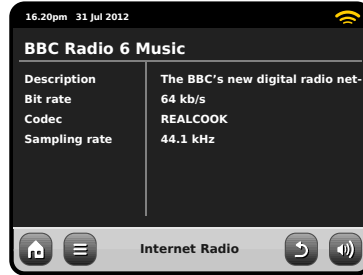 16.20pm 31 Jul 2012
BBC Radio 6 Music
Description The BBC’s new digital radio net-
Bit rate 64 kb/s
Codec REALCOOK
Sampling rate 44.1 kHz
Internet Radio